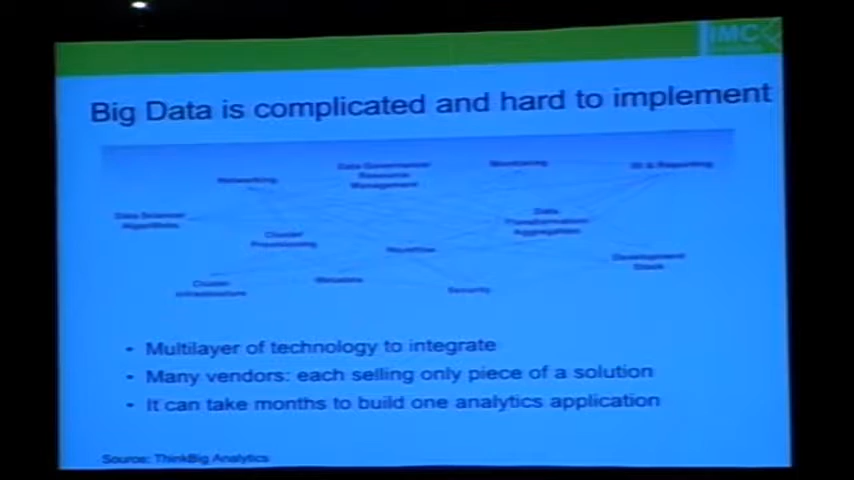 IMC
Big Data is complicated and hard to implement
Networking
Data Governance
Resource
Management
Monitoring
BI & Reporting
Data Science
Algorithms
Cluster
Provisioning
Workflow
Data
Transformation
Aggregation
Development
Cluster
Infrastructure
Metadata
Security
• Multilayer of technology to integrate
• Many vendors: each selling only piece of a solution
• It can take months to build one analytics application
Source: ThinkBig Analytics